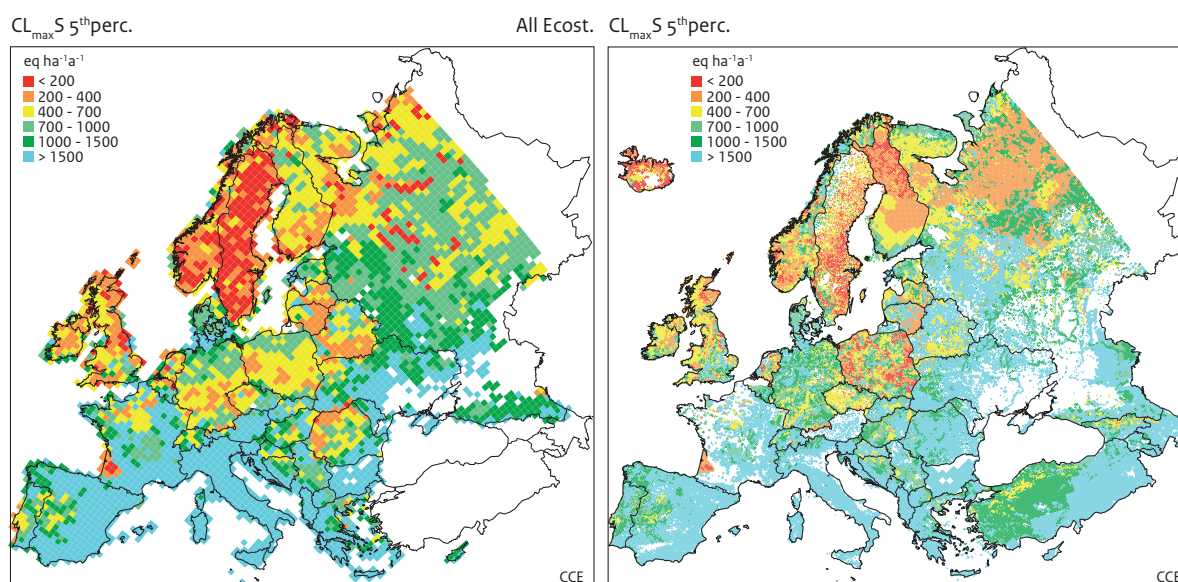 CLmaxS 5thperc. All Ecost.
eq ha-1a-1
< 200
200 - 400
400 - 700
700 - 1000
1000 - 1500
> 1500
CCE
CLmaxS 5thperc.
eq ha-1a-1
< 200
200 - 400
400 - 700
700 - 1000
1000 - 1500
> 1500
CCE